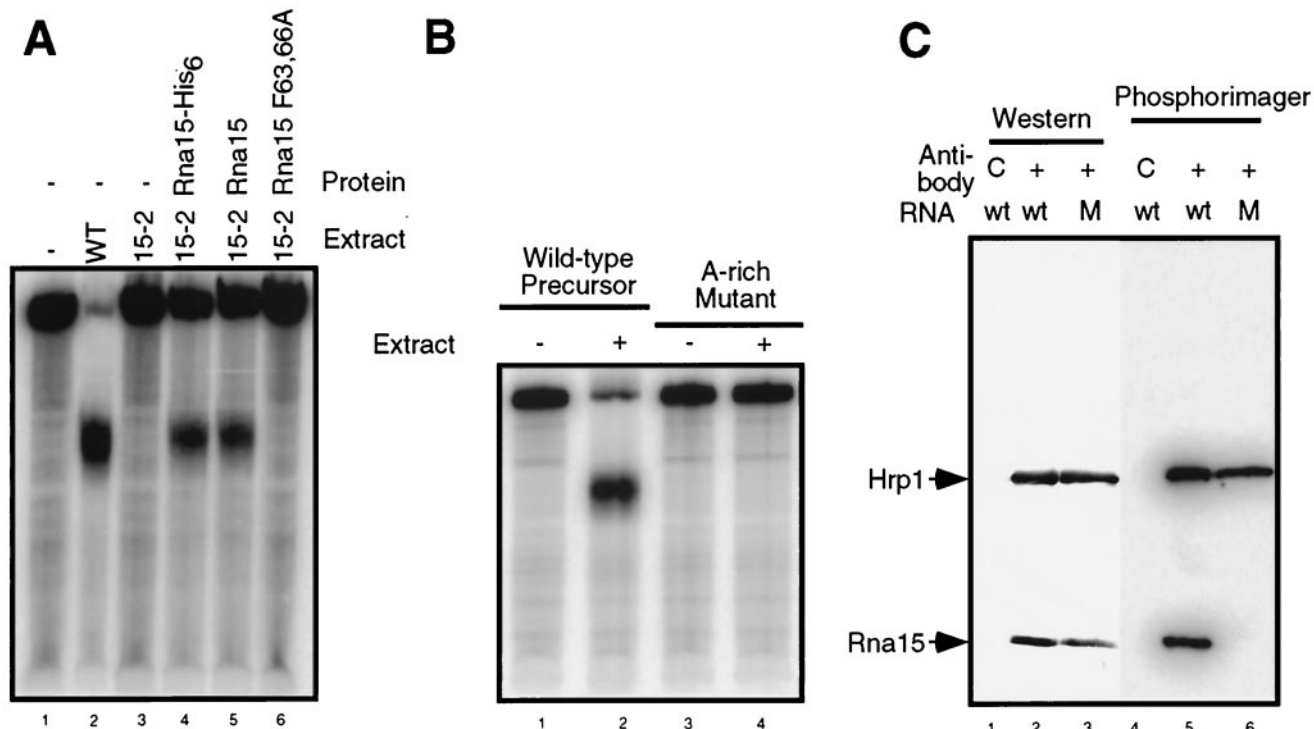 A
- - - Rna15-His6 Rna15 Rna15 F63,66A Protein
- WT 15-2 15-2 15-2 15-2 Extract
1 2 3 4 5 6
B
Wild-type
Precursor
A-rich
Mutant
Extract - + - +
1 2 3 4
C
Western
Phosphorimager
Anti-
body C + + C + +
RNA wt wt M wt wt M
Hrp1
Rna15
1 2 3 4 5 6